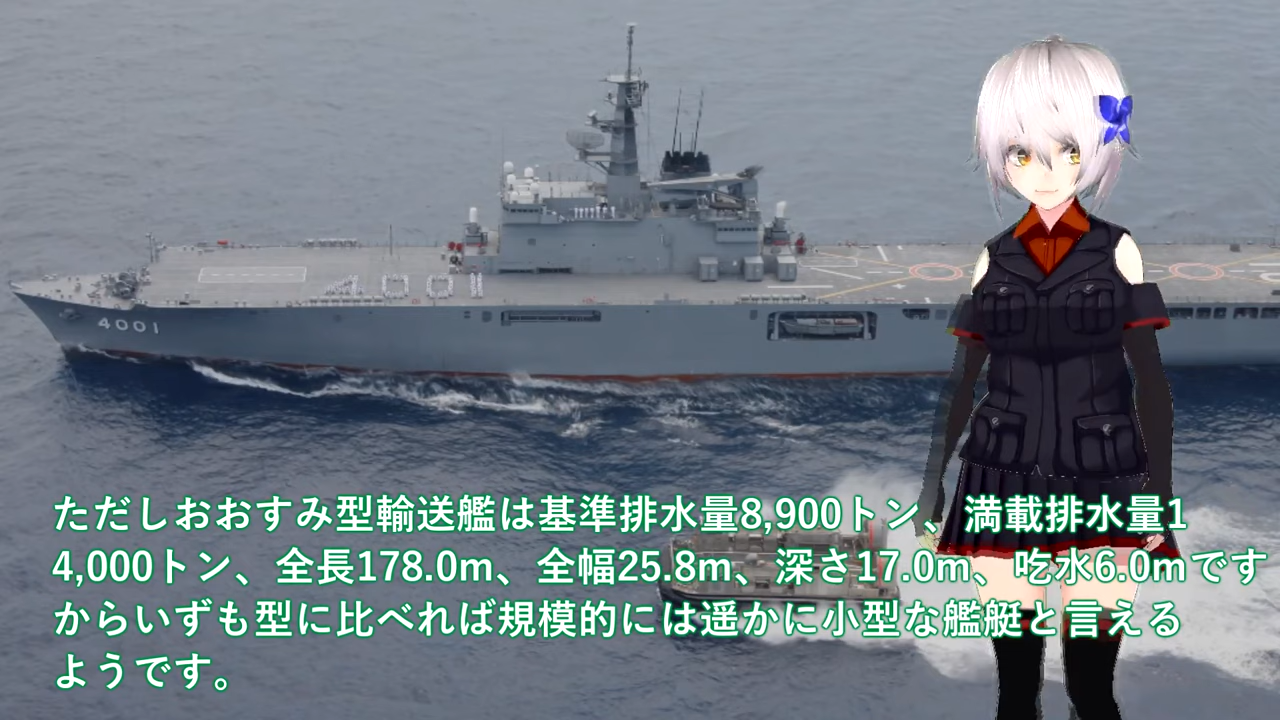 4001
4001
ただしおおすみ型輸送艦は基準排水量8,900トン、満載排水量1
4,000トン、全長178.0m、全幅25.8m、深さ17.0m、吃水6.0mです
からいずも型に比べれば規模的には遥かに小型な艦艇と言える
ようです。